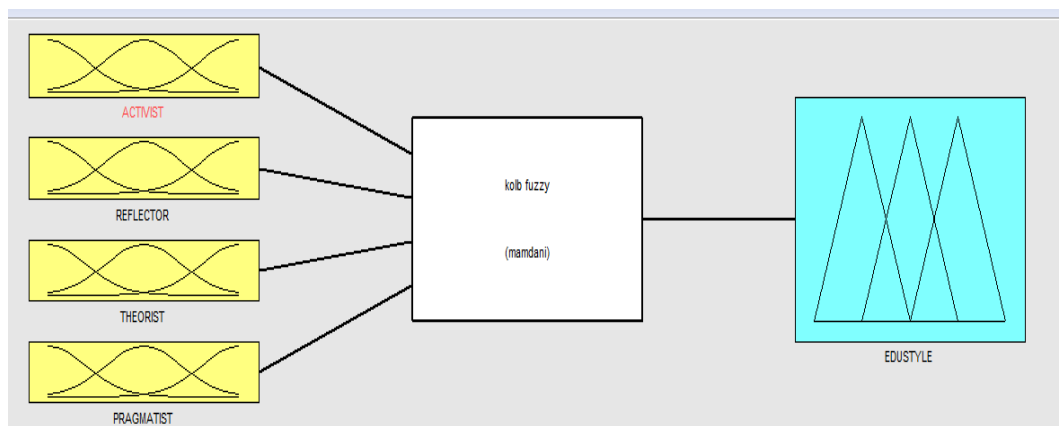 ACTIVIST
REFLECTOR
THEORIST
PRAGMATIST
kolb fuzzy
(mamdani)
EDUSTYLE